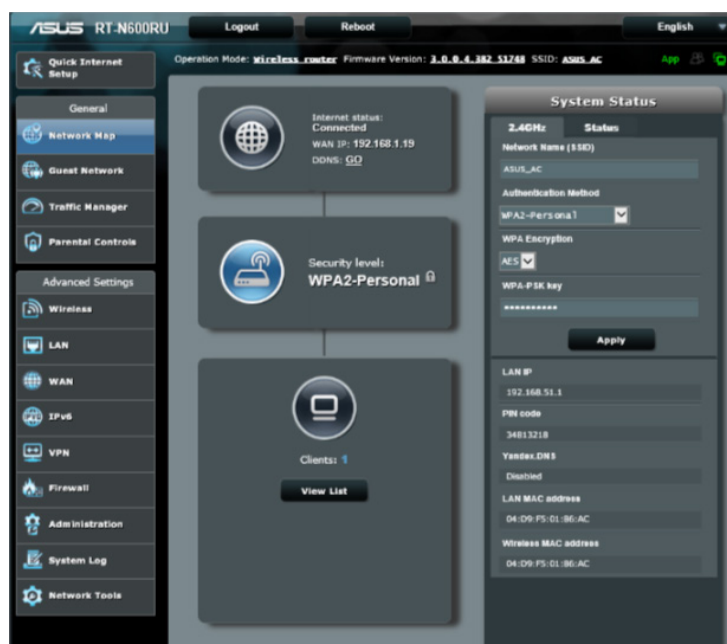 ASUS RT-N600RU Logout Reboot English
Quick Internet
Setup
Operation Mode: Wireless router Firmware Version: 3.0.0.4.382_51748 SSID: ASUS_AC App
General
Network Map
Guest Network
Traffic Manager
Parental Controls
Advanced Settings
Wireless
LAN
WAN
IPv6
VPN
Firewall
Administration
System Log
Network Tools
Internet status:
Connected
WAN IP: 192.168.1.19
DDNS: GO
Security level:
WPA2-Personal
Clients: 1
View List
System Status
2.4GHz Status
Network Name (SSID)
ASUS_AC
Authentication Method
WPA2-Personal
WPA Encryption
AES
WPA-PSK key
••••••••••
Apply
LAN IP
192.168.51.1
PIN code
34813218
Yandex.DNS
Disabled
LAN MAC address
04:D9:F5:01:B6:AC
Wireless MAC address
04:D9:F5:01:B6:AC